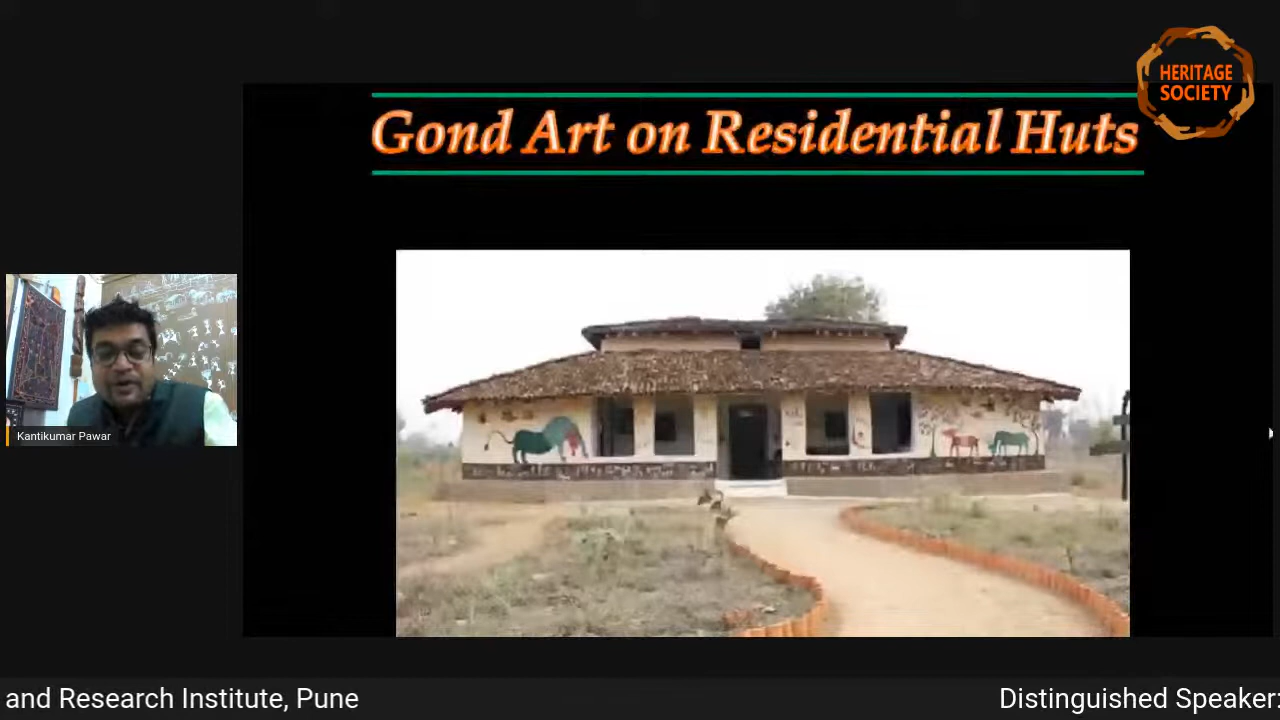 HERITAGE
SOCIETY
Gond Art on Residential Huts
Kantikumar Pawar
and Research Institute, Pune
Distinguished Speaker: